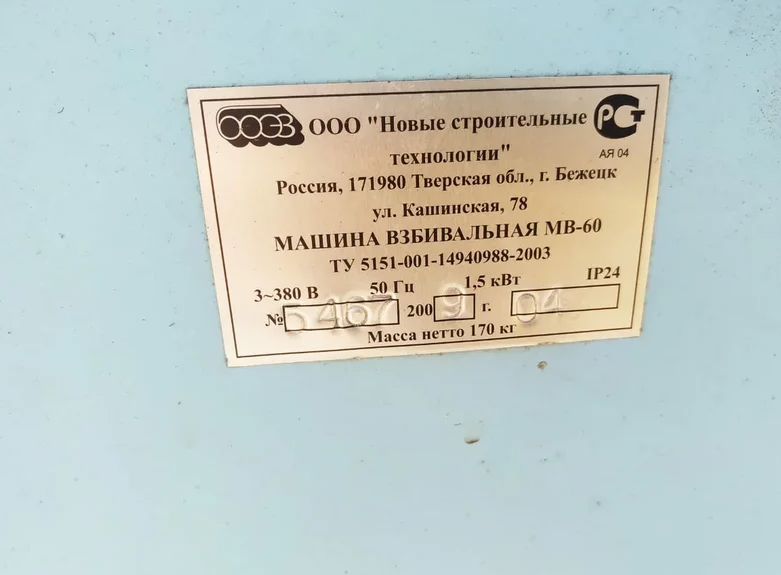 ООО "Новые строительные
технологии"
АЯ 04
Россия, 171980 Тверская обл., г. Бежецк
ул. Кашинская, 78
МАШИНА ВЗБИВАЛЬНАЯ МВ-60
ТУ 5151-001-14940988-2003
3~380 В 50 Гц 1,5 кВт IP24
№ 5467 2009 г. 04
Масса нетто 170 кг